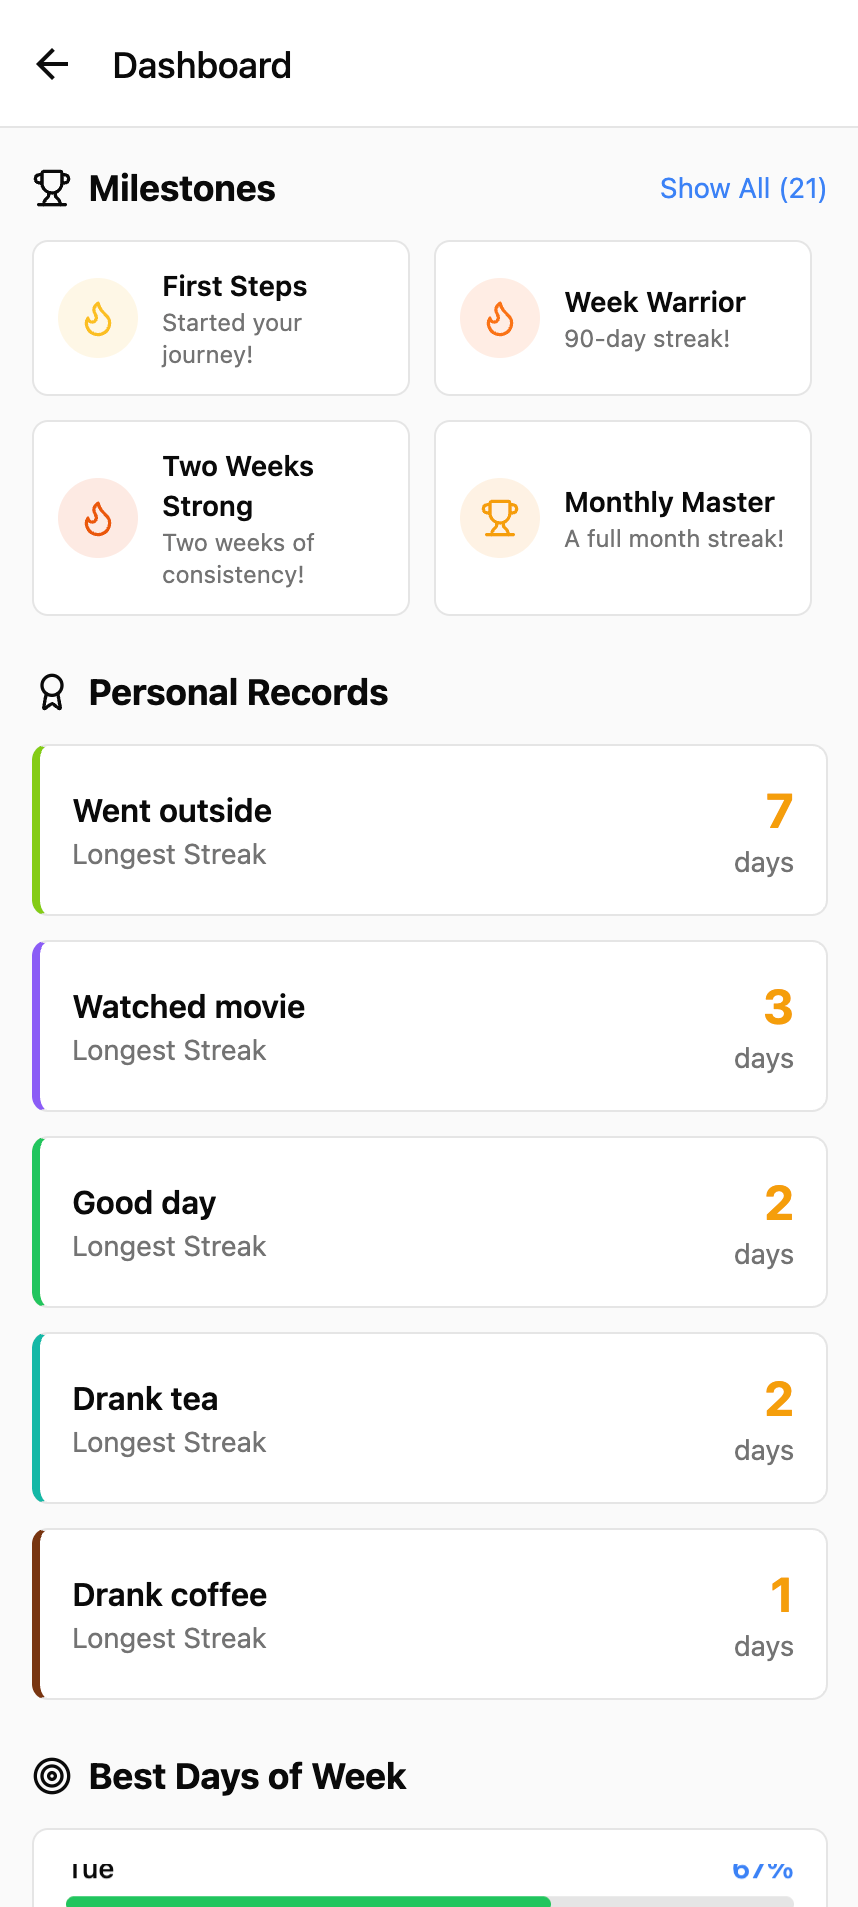 Dashboard
Milestones
Show All (21)
First Steps
Started your
journey!
Week Warrior
90-day streak!
Two Weeks
Strong
Two weeks of
consistency!
Monthly Master
A full month streak!
Personal Records
Went outside
Longest Streak
7
days
Watched movie
Longest Streak
3
days
Good day
Longest Streak
2
days
Drank tea
Longest Streak
2
days
Drank coffee
Longest Streak
1
days
Best Days of Week
Tue
67%